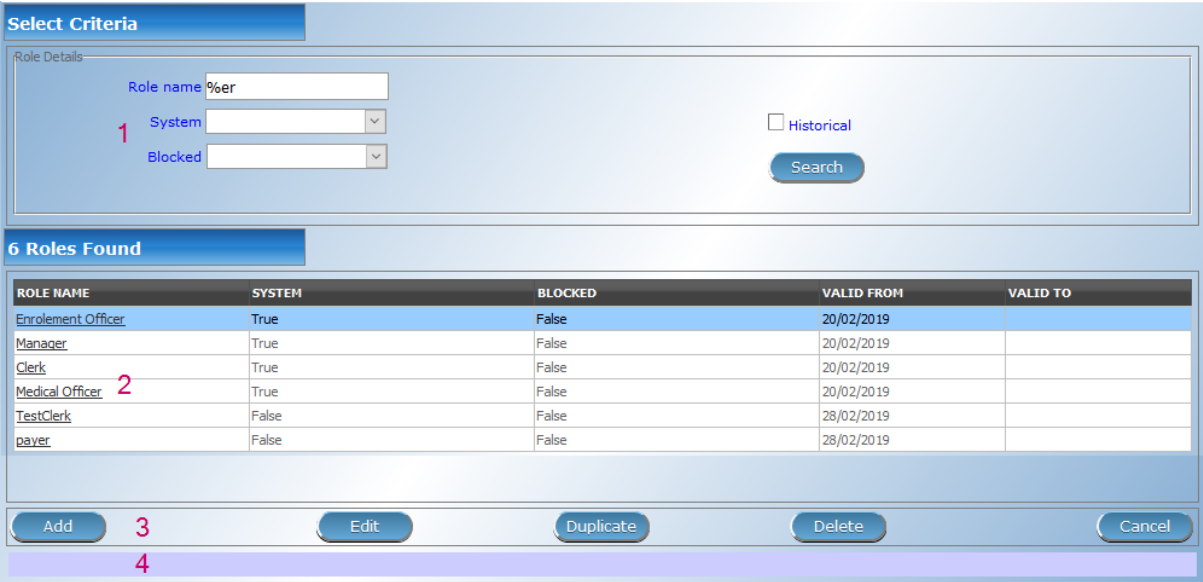 Select Criteria
Role Details
Role name %er
1 System
Historical
Blocked
Search
6 Roles Found
ROLE NAME SYSTEM BLOCKED VALID FROM VALID TO
Enrolement Officer True False 20/02/2019
Manager True False 20/02/2019
Clerk True False 20/02/2019
Medical Officer 2 True False 20/02/2019
TestClerk False False 28/02/2019
payer False False 28/02/2019
Add 3 Edit Duplicate Delete Cancel
4